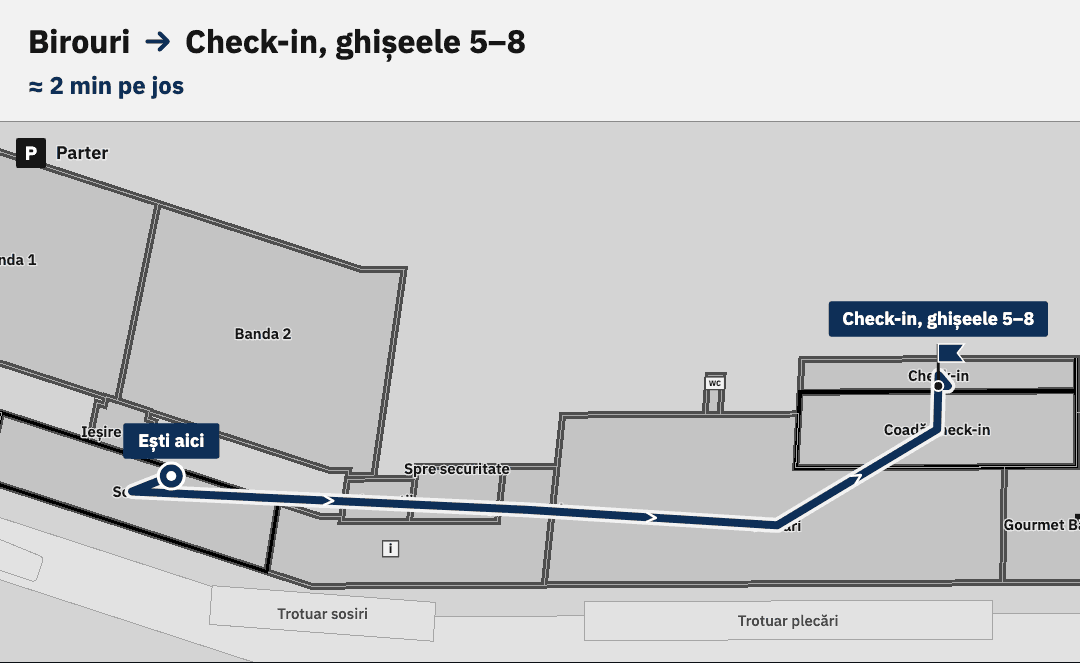 Birouri → Check-in, ghișeele 5–8
≈ 2 min pe jos
P Parter
Banda 2
Check-in, ghișeele 5–8
WC
Ieșire
Ești aici
Spre securitate
i
Gourmet
Trotuar sosiri
Trotuar plecări